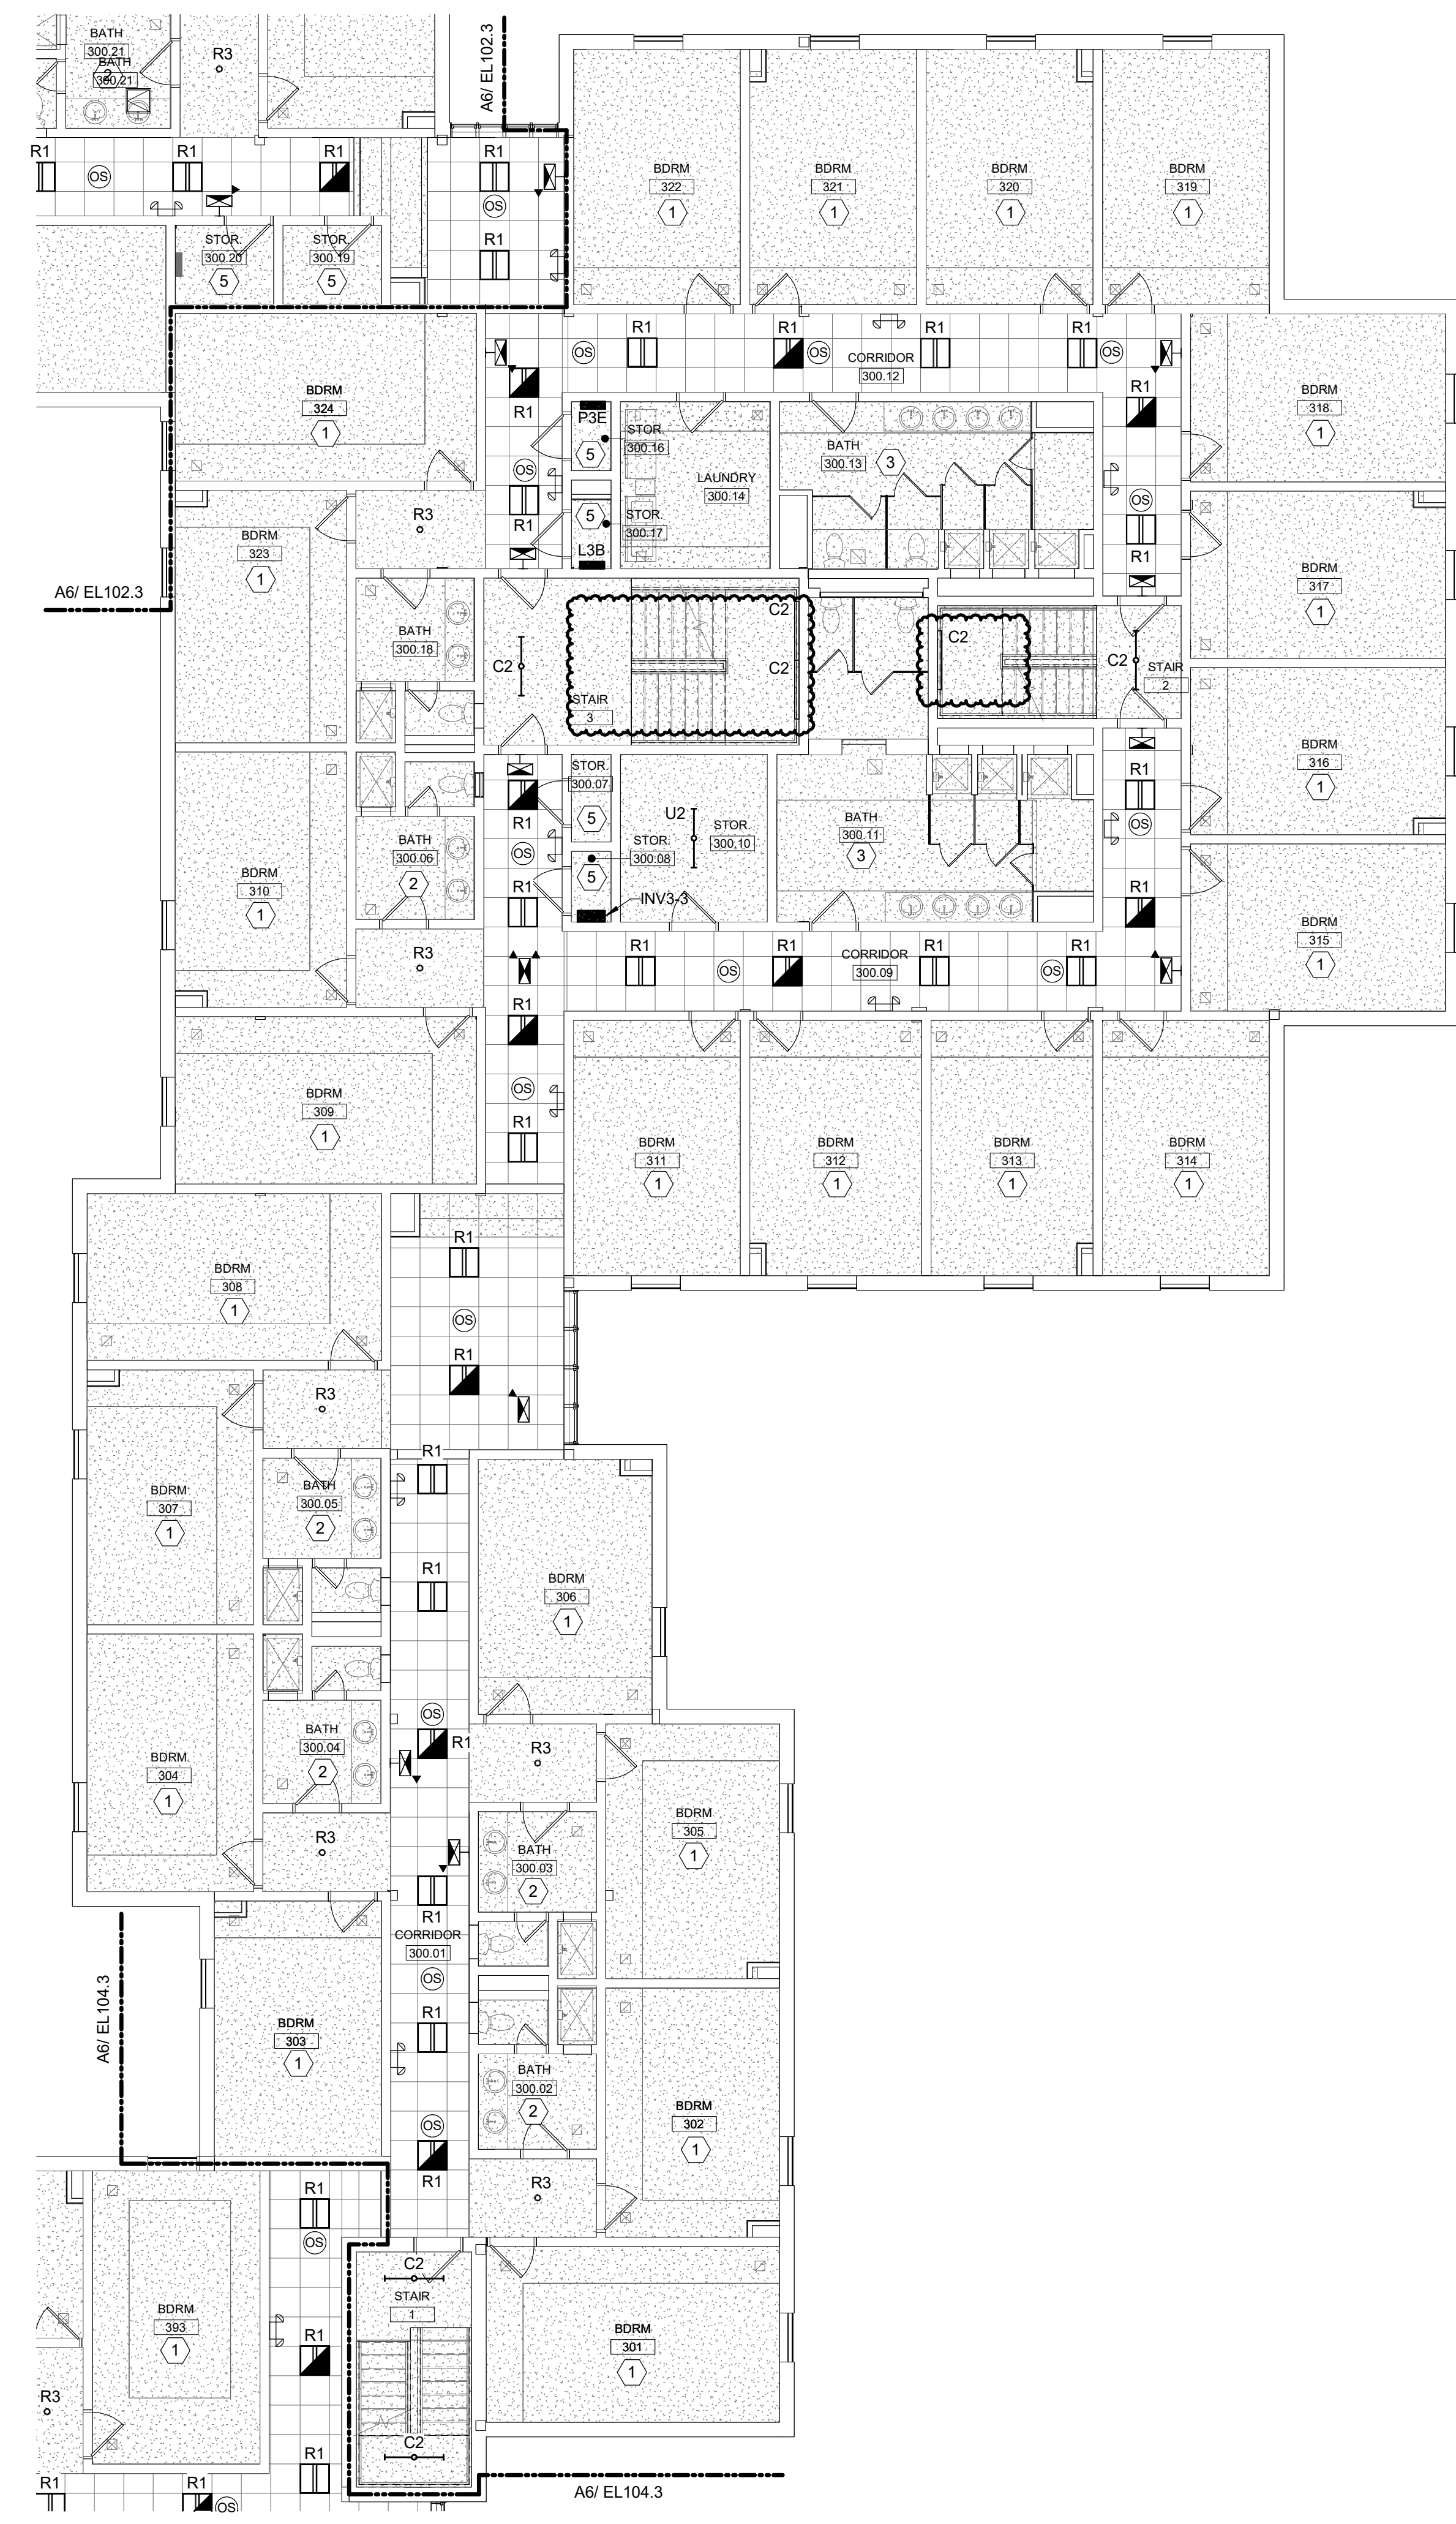 BATH
300.21
BATH
300.21
2
R3
A6/ EL102.3
R1
OS
R1
R1
R1
OS
R1
STOR.
300.20
5
STOR.
300.19
5
BDRM
322
1
BDRM
321
1
BDRM
320
1
BDRM
319
1
BDRM
324
1
R1
OS
R1
R1
OS
R1
R1
OS
CORRIDOR
300.12
R1
BDRM
318
1
P3E
5
STOR.
300.16
LAUNDRY
300.14
BATH
300.13
3
OS
R1
5
STOR.
300.17
L3B
OS
R1
R3
BDRM
323
1
BDRM
317
1
A6/ EL102.3
BATH
300.18
C2
C2
C2
STAIR
3
C2
C2
STAIR
2
BDRM
316
1
STOR.
300.07
5
R1
OS
R1
U2
STOR.
300.08
STOR.
300.10
5
INV3-3
BATH
300.11
3
R1
OS
R1
BDRM
310
1
BATH
300.06
2
R3
BDRM
315
1
R1
OS
R1
CORRIDOR
300.09
R1
OS
R1
R1
OS
R1
BDRM
309
1
BDRM
311
1
BDRM
312
1
BDRM
313
1
BDRM
314
1
BDRM
308
1
R1
OS
R1
R3
R1
BDRM
307
1
BATH
300.05
2
R1
BDRM
306
1
OS
R1
BATH
300.04
2
R3
BDRM
304
1
BDRM
305
1
R3
BATH
300.03
2
R1
CORRIDOR
300.01
OS
R1
A6/ EL104.3
BDRM
303
1
BATH
300.02
2
BDRM
302
1
OS
R1
R3
R1
OS
C2
STAIR
1
BDRM
393
1
R1
BDRM
301
1
R3
C2
R1
R1
R1
OS
A6/ EL104.3